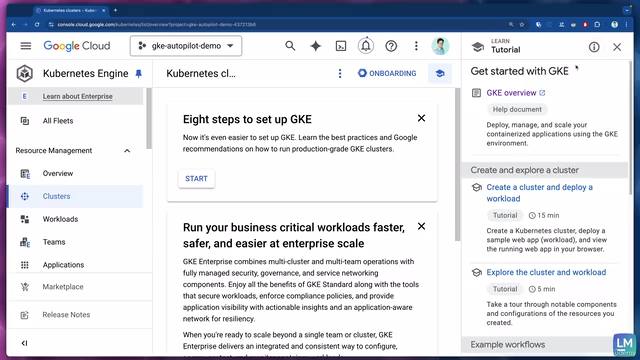 Kubernetes clusters – Kuberne
console.cloud.google.com/kubernetes/list/overview?project=gke-autopilot-demo-437213b8
Google Cloud
gke-autopilot-demo
LEARN
Tutorial
Kubernetes Engine
Kubernetes cl...
ONBOARDING
Get started with GKE
E Learn about Enterprise
All Fleets
Resource Management
Overview
Clusters
Workloads
Teams
Applications
Marketplace
Release Notes
Eight steps to set up GKE
Now it's even easier to set up GKE. Learn the best practices and Google
recommendations on how to run production-grade GKE clusters.
START
Run your business critical workloads faster,
safer, and easier at enterprise scale
GKE Enterprise combines multi-cluster and multi-team operations with
fully managed security, governance, and service networking
components. Enjoy all the benefits of GKE Standard along with the tools
that secure workloads, enforce compliance policies, and provide
application visibility with actionable insights and an application-aware
network for resiliency.
When you're ready to scale beyond a single team or cluster, GKE
Enterprise delivers an integrated and consistent way to configure,
GKE overview
Help document
Deploy, manage, and scale your
containerized applications using the GKE
environment.
Create and explore a cluster
Create a cluster and deploy a
workload
Tutorial 15 min
Create a Kubernetes cluster, deploy a
sample web app (workload), and view
the running web app in your browser.
Explore the cluster and workload
Tutorial 5 min
Take a tour through notable components
and configurations of the resources you
created.
Example workflows
LM